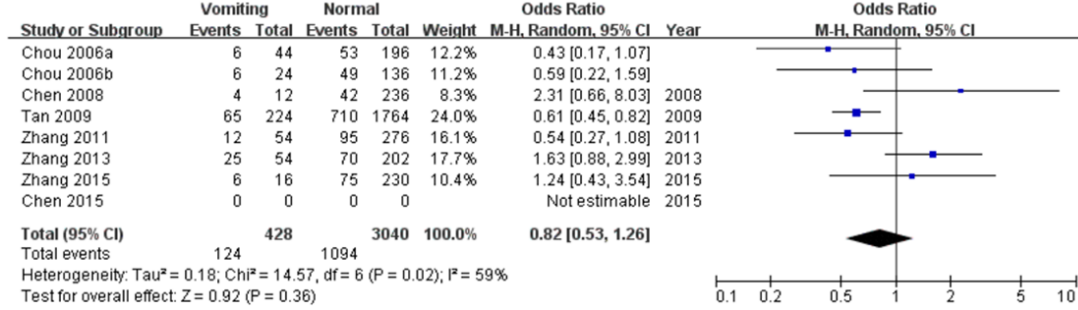 Vomiting Normal Odds Ratio Odds Ratio
Study or Subgroup Events Total Events Total Weight M-H, Random, 95% CI Year M-H, Random, 95% CI
Chou 2006a 6 44 53 196 12.2% 0.43 [0.17, 1.07]
Chou 2006b 6 24 49 136 11.2% 0.59 [0.22, 1.59]
Chen 2008 4 12 42 236 8.3% 2.31 [0.66, 8.03] 2008
Tan 2009 65 224 710 1764 24.0% 0.61 [0.45, 0.82] 2009
Zhang 2011 12 54 95 276 16.1% 0.54 [0.27, 1.08] 2011
Zhang 2013 25 54 70 202 17.7% 1.63 [0.88, 2.99] 2013
Zhang 2015 6 16 75 230 10.4% 1.24 [0.43, 3.54] 2015
Chen 2015 0 0 0 0 Not estimable 2015
Total (95% CI) 428 3040 100.0% 0.82 [0.53, 1.26]
Total events 124 1094
Heterogeneity: Tau² = 0.18; Chi² = 14.57, df = 6 (P = 0.02); I² = 59%
Test for overall effect: Z = 0.92 (P = 0.36)
0.1 0.2 0.5 1 2 5 10